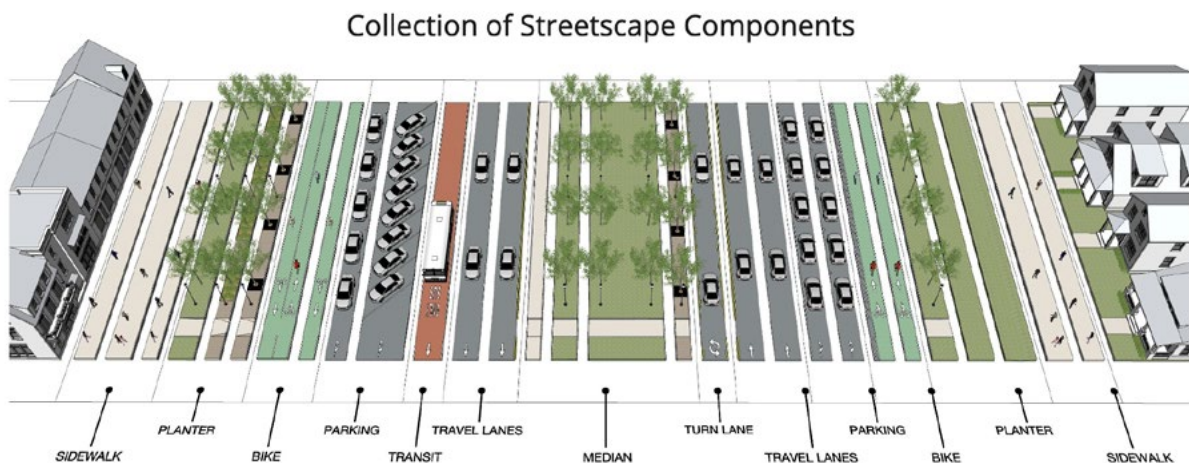 Collection of Streetscape Components
PLANTER PARKING TRAVEL LANES TURN LANE PARKING PLANTER
SIDEWALK BIKE TRANSIT MEDIAN TRAVEL LANES BIKE SIDEWALK